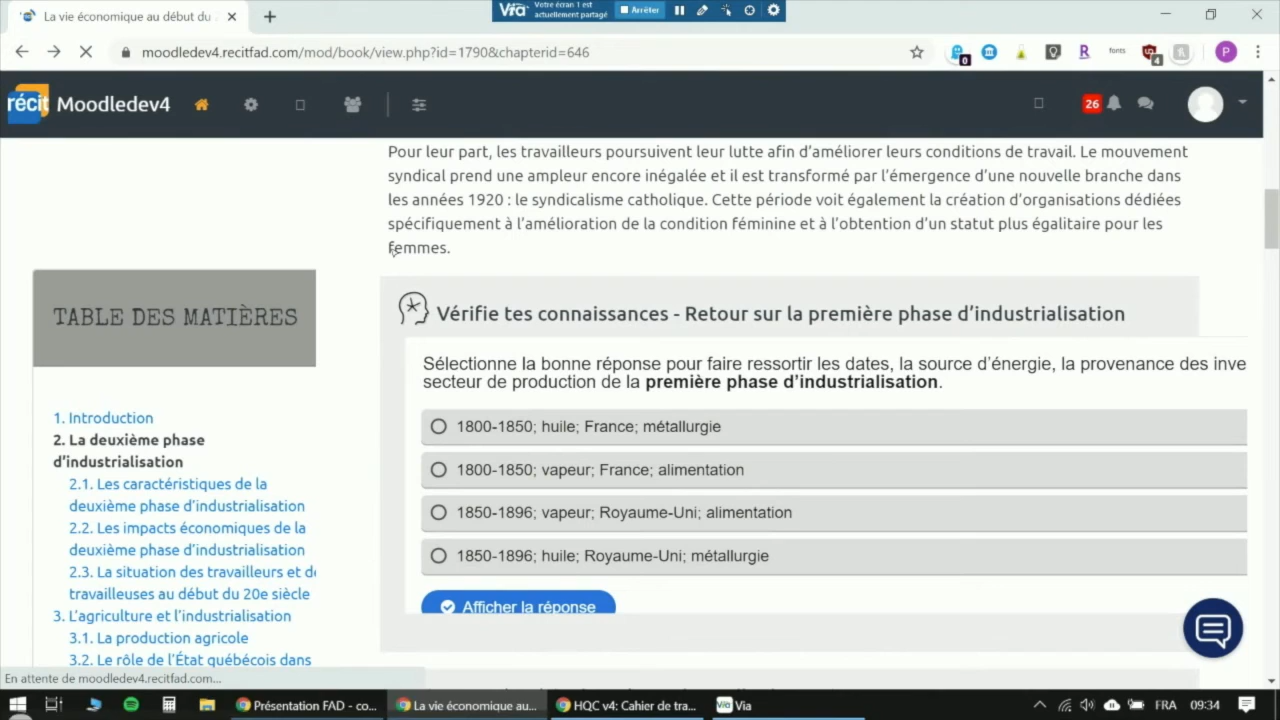 La vie économique au début du
Votre écran 1 est
Via actuellement partagé Arrêter
moodledev4.recitfad.com/mod/book/view.php?id=1790&chapterid=646
0 R fonts 4 P
récit Moodledev4 26
Pour leur part, les travailleurs poursuivent leur lutte afin d'améliorer leurs conditions de travail. Le mouvement
syndical prend une ampleur encore inégalée et il est transformé par l'émergence d'une nouvelle branche dans
les années 1920 : le syndicalisme catholique. Cette période voit également la création d'organisations dédiées
spécifiquement à l'amélioration de la condition féminine et à l'obtention d'un statut plus égalitaire pour les
femmes.
TABLE DES MATIÈRES
1. Introduction
2. La deuxième phase
d'industrialisation
2.1. Les caractéristiques de la
deuxième phase d'industrialisation
2.2. Les impacts économiques de la
deuxième phase d'industrialisation
2.3. La situation des travailleurs et de
travailleuses au début du 20e siècle
3. L'agriculture et l'industrialisation
3.1. La production agricole
3.2. Le rôle de l'État québécois dans
Vérifie tes connaissances - Retour sur la première phase d'industrialisation
Sélectionne la bonne réponse pour faire ressortir les dates, la source d'énergie, la provenance des inve
secteur de production de la première phase d'industrialisation.
1800-1850; huile; France; métallurgie
1800-1850; vapeur; France; alimentation
1850-1896; vapeur; Royaume-Uni; alimentation
1850-1896; huile; Royaume-Uni; métallurgie
Afficher la réponse
En attente de moodledev4.recitfad.com...
Présentation FAD - co... La vie économique au... HQC v4: Cahier de tra... Via Via FRA 09:34